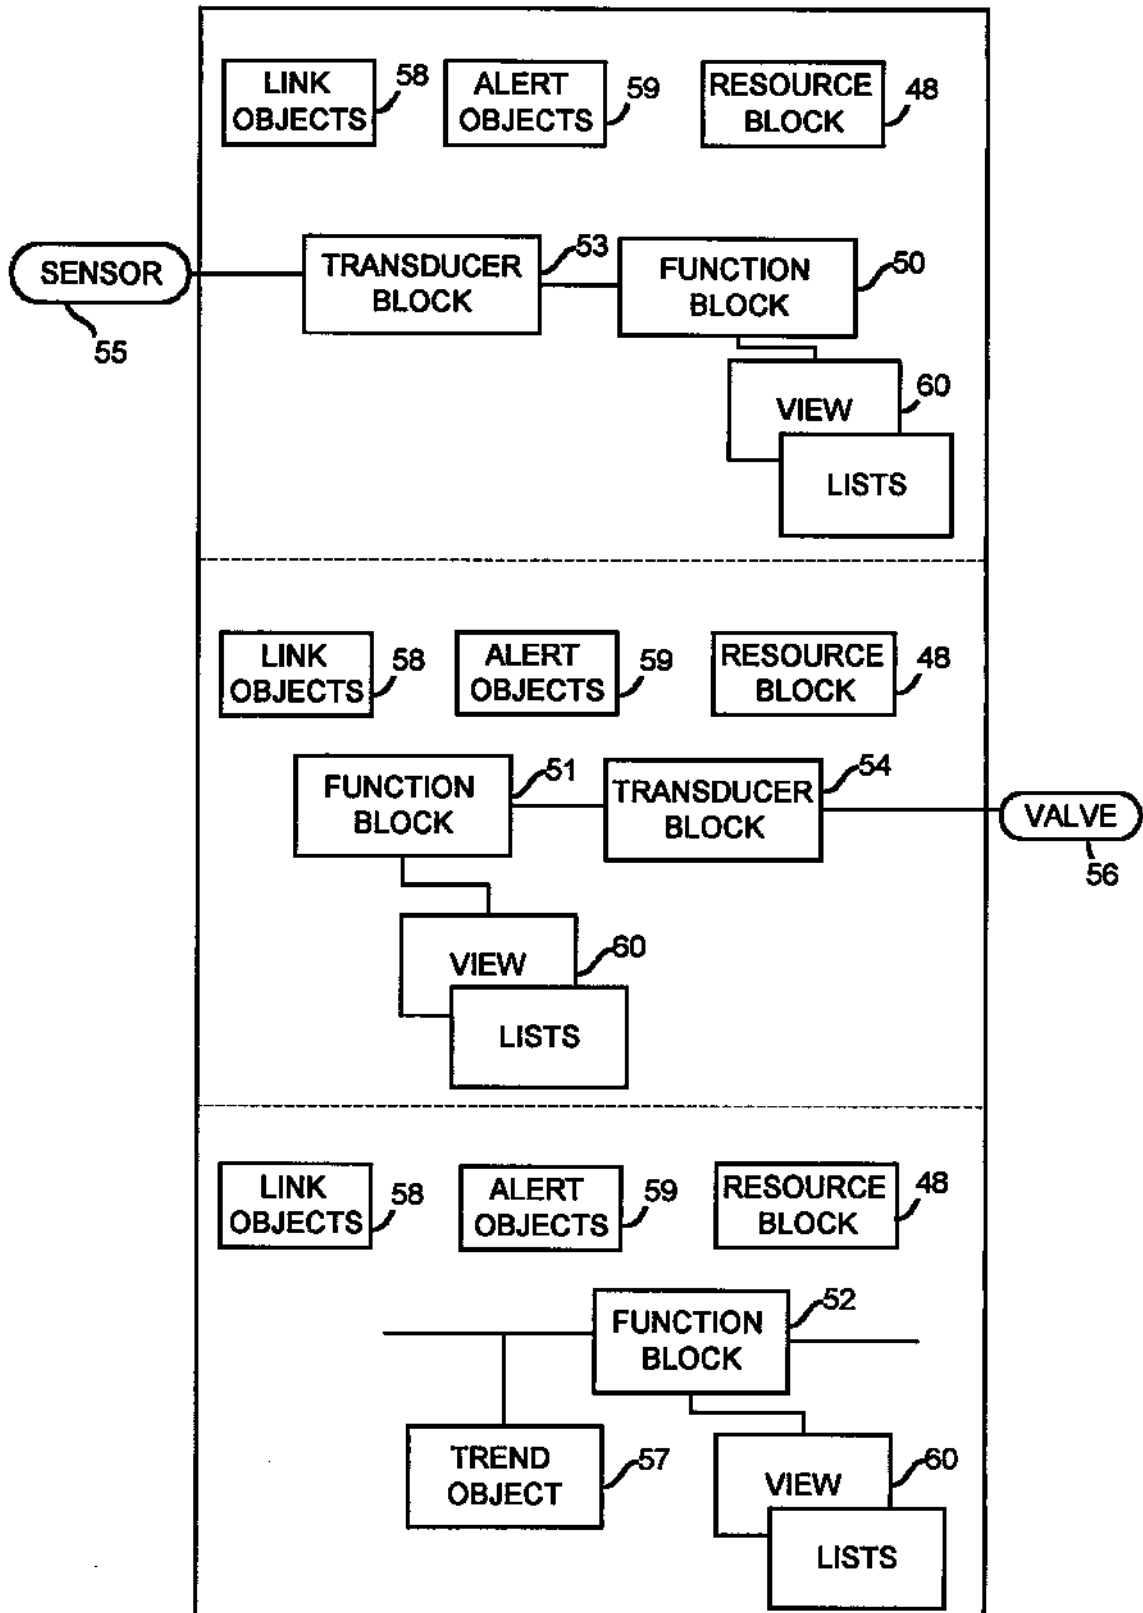 LINK
OBJECTS
58
ALERT
OBJECTS
59
RESOURCE
BLOCK
48
SENSOR
55
TRANSDUCER
BLOCK
53
FUNCTION
BLOCK
50
VIEW
60
LISTS
LINK
OBJECTS
58
ALERT
OBJECTS
59
RESOURCE
BLOCK
48
FUNCTION
BLOCK
51
TRANSDUCER
BLOCK
54
VALVE
56
VIEW
60
LISTS
LINK
OBJECTS
58
ALERT
OBJECTS
59
RESOURCE
BLOCK
48
FUNCTION
BLOCK
52
TREND
OBJECT
57
VIEW
60
LISTS